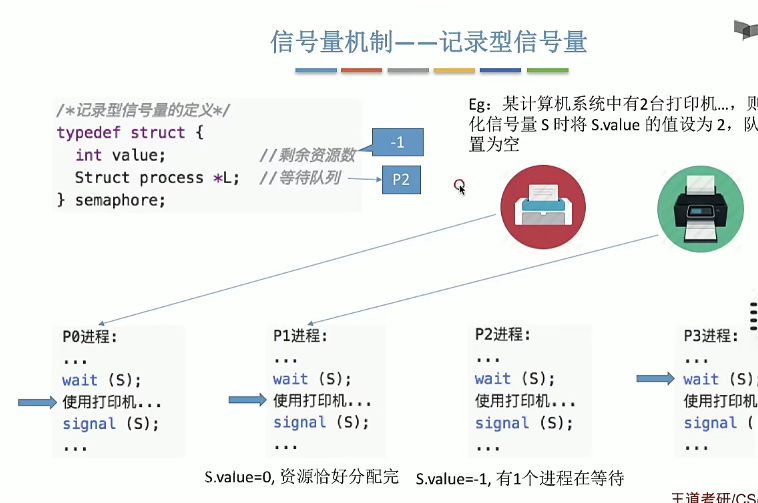 信号量机制——记录型信号量
/*记录型信号量的定义*/
typedef struct {
int value; //剩余资源数
Struct process *L; //等待队列
} semaphore;
-1
P2
Eg：某计算机系统中有2台打印机…，则
化信号量 S 时将 S.value 的值设为 2，队
置为空
P0进程：
...
wait (S);
使用打印机...
signal (S);
...
P1进程：
...
wait (S);
使用打印机...
signal (S);
...
P2进程：
...
wait (S);
使用打印机...
signal (S);
...
P3进程：
...
wait (S)
使用打印机
signal (
...
S.value=0, 资源恰好分配完
S.value=-1, 有1个进程在等待
王道考研/CS